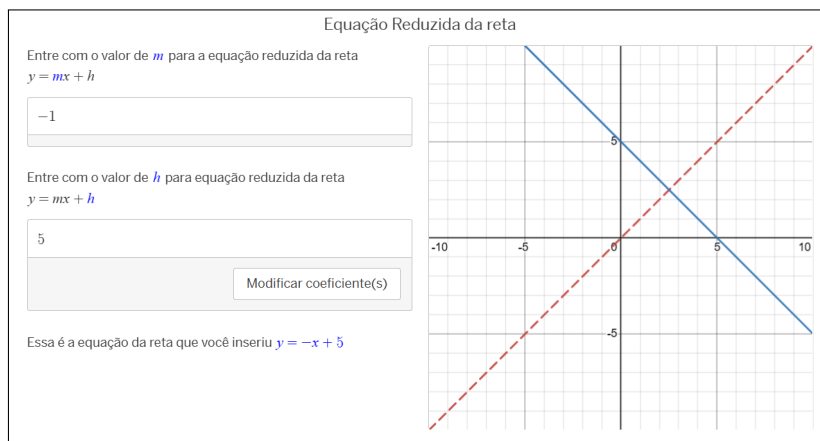 Equação Reduzida da reta
Entre com o valor de m para a equação reduzida da reta
y = mx + h
−1
Entre com o valor de h para equação reduzida da reta
y = mx + h
5
Modificar coeficiente(s)
Essa é a equação da reta que você inseriu y = −x + 5
5
-10 -5 0 5 10
-5